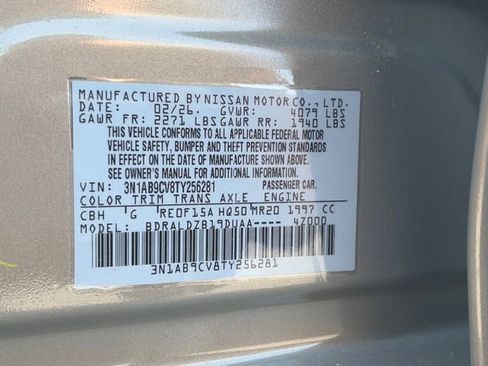 MANUFACTURED BY NISSAN MOTOR CO., LTD.
DATE: 02/26. GVWR: 4079 LBS
GAWR FR: 2271 LBS GAWR RR: 1940 LBS
THIS VEHICLE CONFORMS TO ALL APPLICABLE FEDERAL MOTOR
VEHICLE SAFETY, BUMPER AND THEFT PREVENTION STANDARDS
IN EFFECT ON THE DATE OF MANUFACTURE SHOWN ABOVE.
SEE OWNER'S MANUAL FOR MAINTENANCE INFORMATION
VIN: 3N1AB9CV8TY256281 PASSENGER CAR.
COLOR TRIM TRANS AXLE ENGINE
CBH G RE0F15A HQ50 MR20 1997 CC
MODEL: BDRALDZB19DUAA---- 4Z000
3N1AB9CV8TY256281